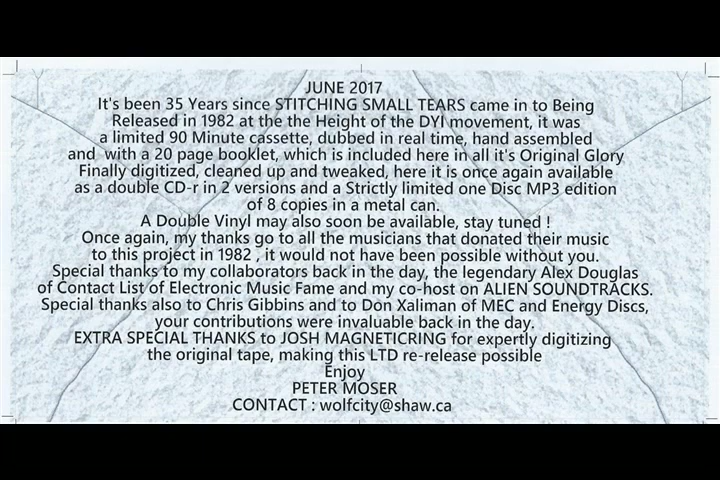 JUNE 2017
It's been 35 Years since STITCHING SMALL TEARS came in to Being
Released in 1982 at the the Height of the DYI movement, it was
a limited 90 Minute cassette, dubbed in real time, hand assembled
and with a 20 page booklet, which is included here in all it's Original Glory
Finally digitized, cleaned up and tweaked, here it is once again available
as a double CD-r in 2 versions and a Strictly limited one Disc MP3 edition
of 8 copies in a metal can.
A Double Vinyl may also soon be available, stay tuned !
Once again, my thanks go to all the musicians that donated their music
to this project in 1982 , it would not have been possible without you.
Special thanks to my collaborators back in the day, the legendary Alex Douglas
of Contact List of Electronic Music Fame and my co-host on ALIEN SOUNDTRACKS.
Special thanks also to Chris Gibbins and to Don Xaliman of MEC and Energy Discs,
your contributions were invaluable back in the day.
EXTRA SPECIAL THANKS to JOSH MAGNETICRING for expertly digitizing
the original tape, making this LTD re-release possible
Enjoy
PETER MOSER
CONTACT : wolfcity@shaw.ca